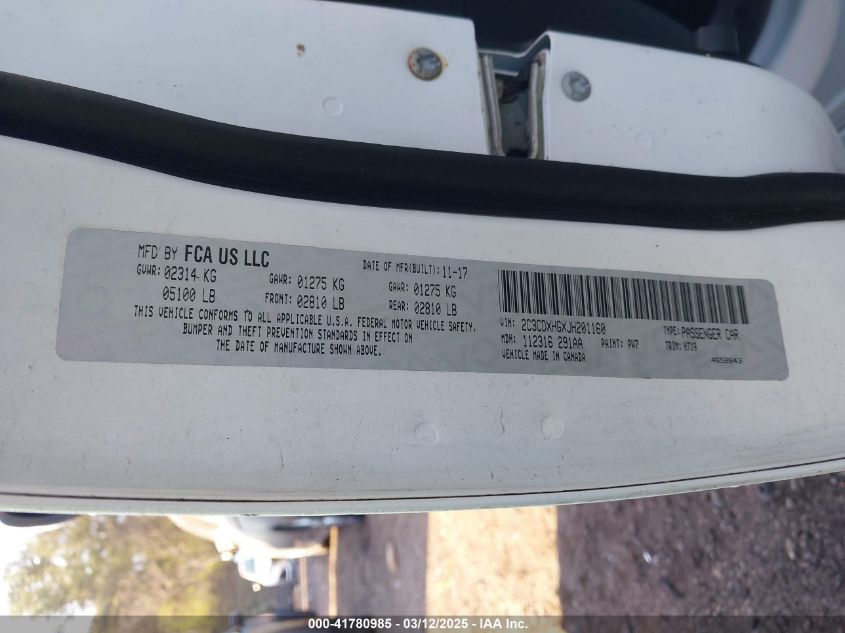 MFD BY FCA US LLC
DATE OF MFR(BUILT): 11-17
GVWR: 02314 KG
GAWR: 01275 KG
GAWR: 01275 KG
05100 LB
FRONT: 02810 LB
REAR: 02810 LB
THIS VEHICLE CONFORMS TO ALL APPLICABLE U.S.A. FEDERAL MOTOR VEHICLE SAFETY,
BUMPER AND THEFT PREVENTION STANDARDS IN EFFECT ON
THE DATE OF MANUFACTURE SHOWN ABOVE.
VIN: 2C3CDXHGXJH201160
TYPE: PASSENGER CAR
MDH: 112316 291AA
PAINT: PW7
TRIM: HTX9
VEHICLE MADE IN CANADA
4658843
000-41780985 - 03/12/2025 - IAA Inc.